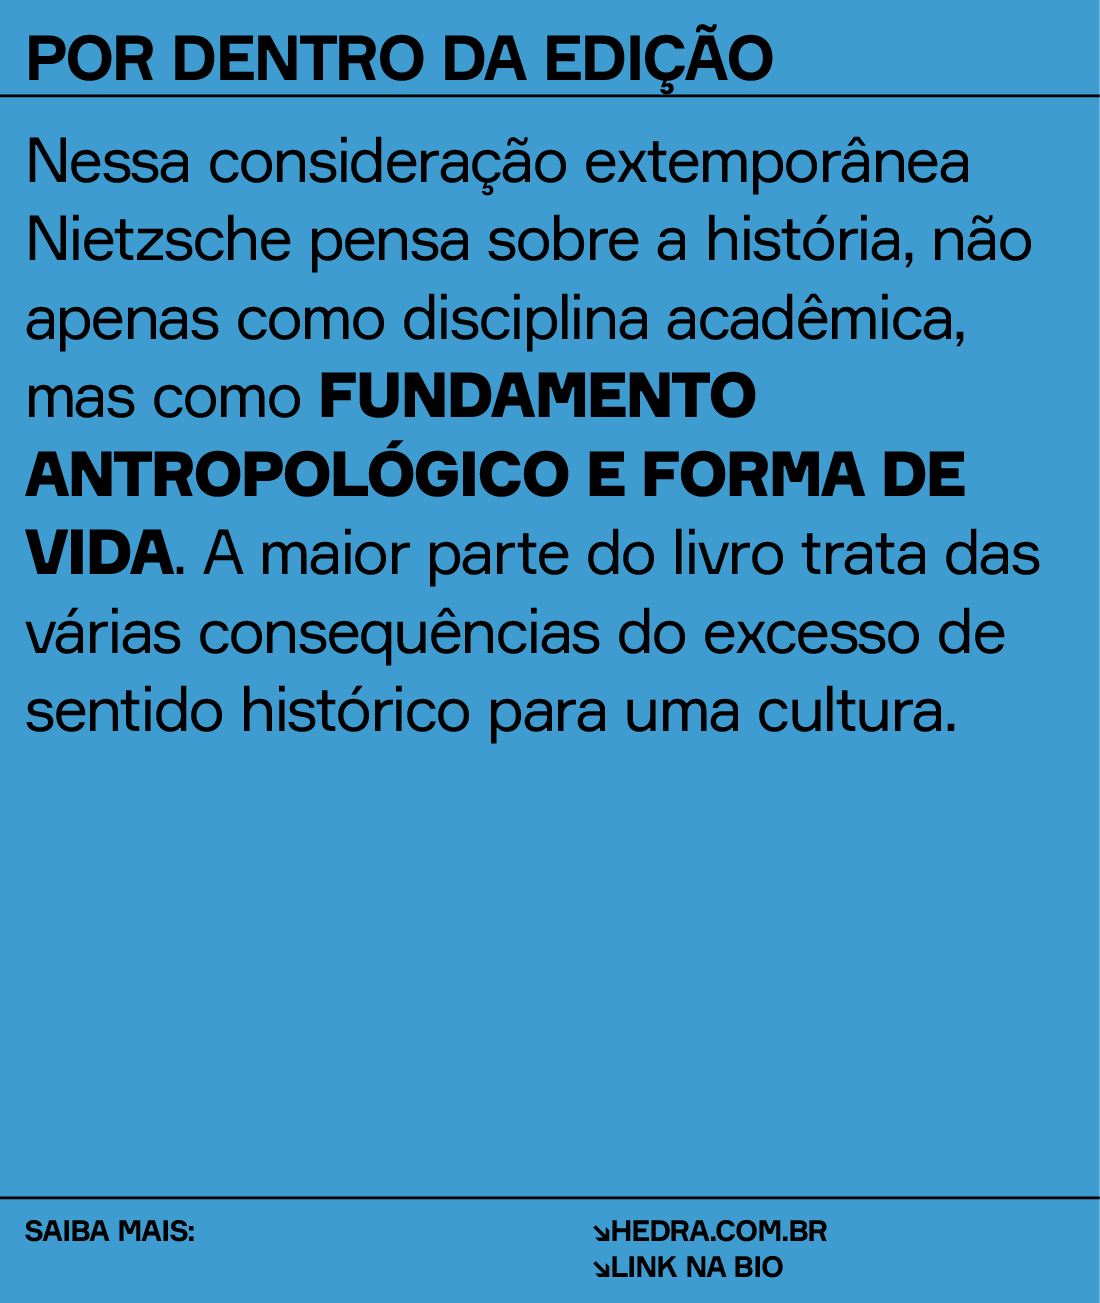 POR DENTRO DA EDIÇÃO
Nessa consideração extemporânea
Nietzsche pensa sobre a história, não
apenas como disciplina acadêmica,
mas como FUNDAMENTO
ANTROPOLÓGICO E FORMA DE
VIDA. A maior parte do livro trata das
várias consequências do excesso de
sentido histórico para uma cultura.
SAIBA MAIS:
↘HEDRA.COM.BR
↘LINK NA BIO